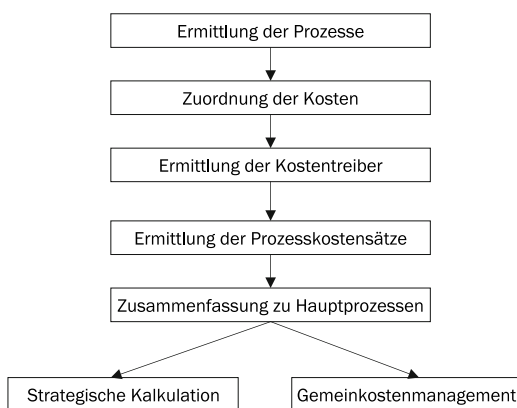 Ermittlung der Prozesse
Zuordnung der Kosten
Ermittlung der Kostentreiber
Ermittlung der Prozesskostensätze
Zusammenfassung zu Hauptprozessen
Strategische Kalkulation
Gemeinkostenmanagement